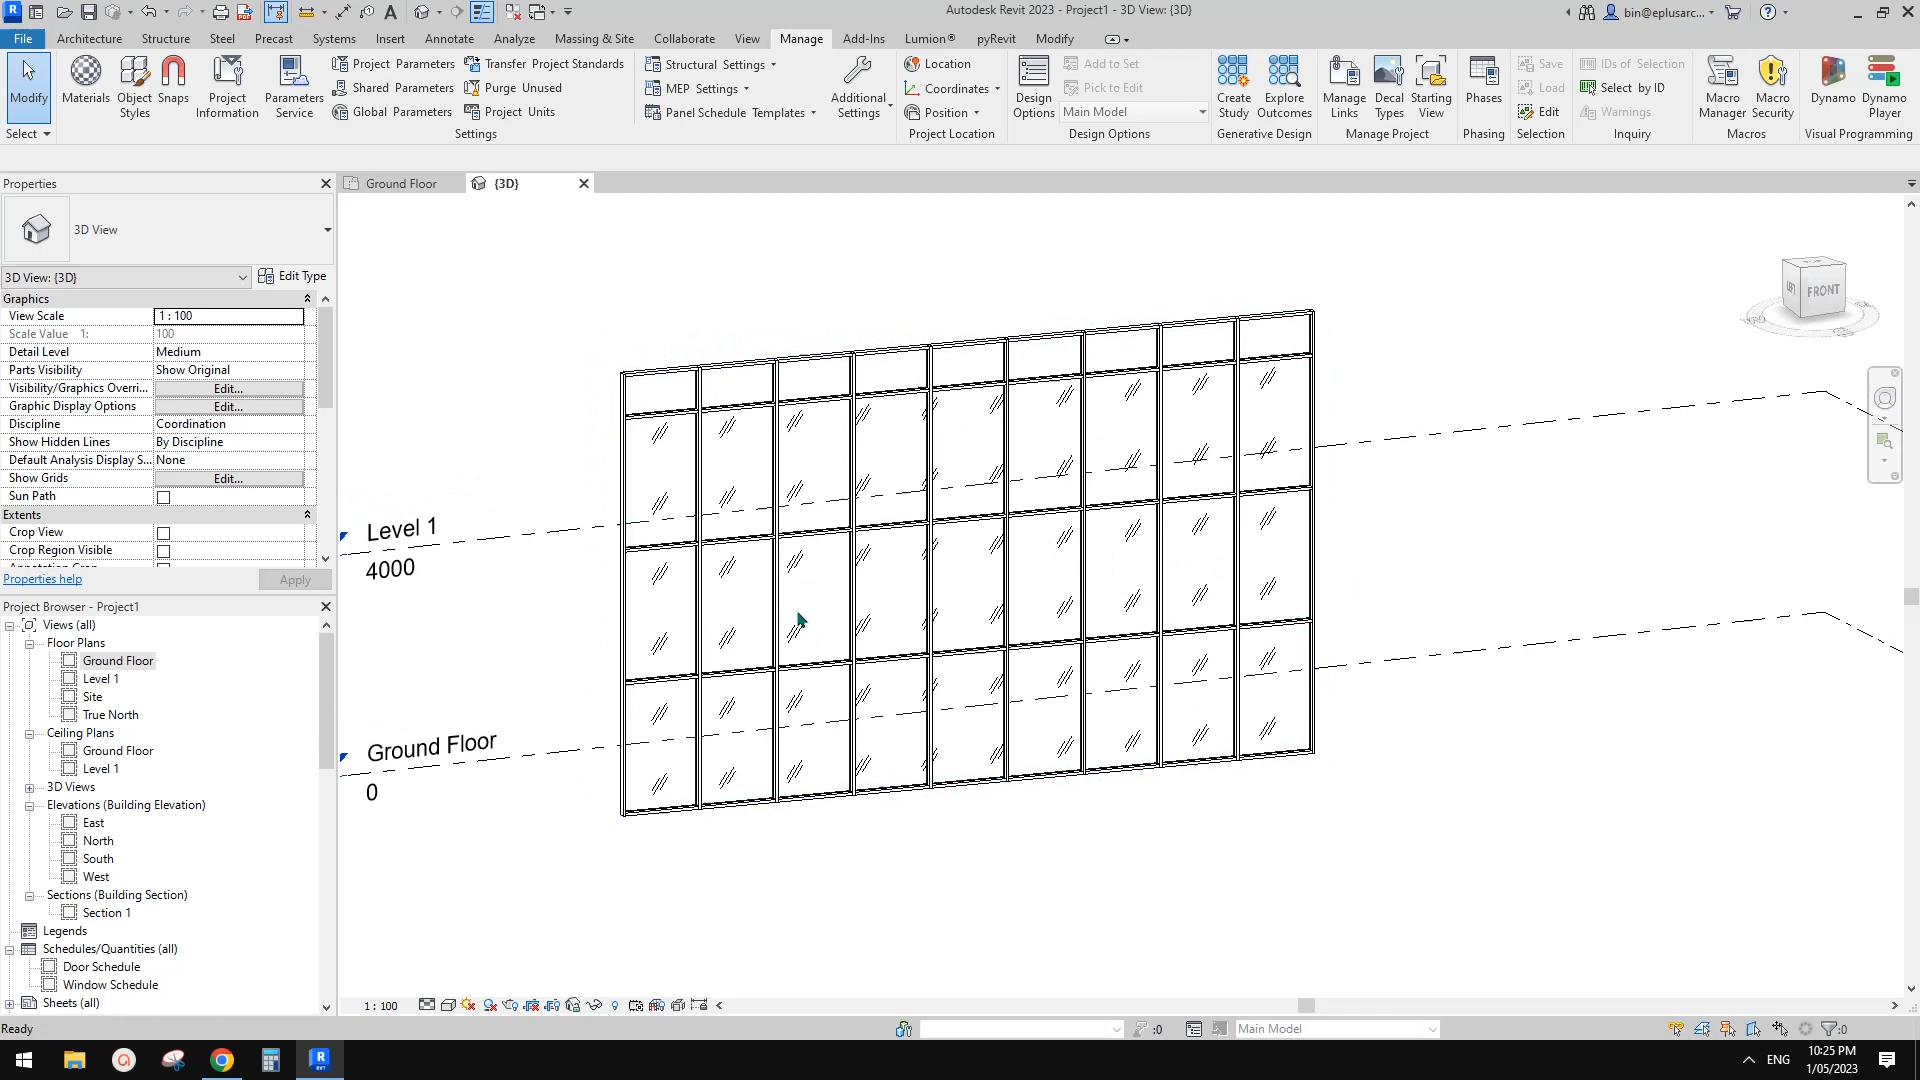 Autodesk Revit 2023 - Project1 - 3D View: {3D}
bin@eplusarc...
File Architecture Structure Steel Precast Systems Insert Annotate Analyze Massing & Site Collaborate View Manage Add-Ins Lumion® pyRevit Modify
Modify
Materials
Object Styles
Snaps
Project Information
Parameters Service
Project Parameters
Shared Parameters
Global Parameters
Transfer Project Standards
Purge Unused
Project Units
Structural Settings
MEP Settings
Panel Schedule Templates
Additional Settings
Location
Coordinates
Position
Design Options
Add to Set
Pick to Edit
Main Model
Create Study
Explore Outcomes
Manage Links
Decal Types
Starting View
Phases
Save
Load
Edit
IDs of Selection
Select by ID
Warnings
Macro Manager
Macro Security
Dynamo
Dynamo Player
Select
Settings
Project Location
Design Options
Generative Design
Manage Project
Phasing
Selection
Inquiry
Macros
Visual Programming
Properties
Ground Floor
{3D}
3D View
3D View: {3D}
Edit Type
Graphics
View Scale 1 : 100
Scale Value 1: 100
Detail Level Medium
Parts Visibility Show Original
Visibility/Graphics Overri... Edit...
Graphic Display Options Edit...
Discipline Coordination
Show Hidden Lines By Discipline
Default Analysis Display S... None
Show Grids Edit...
Sun Path
Extents
Crop View
Crop Region Visible
Properties help
Apply
Project Browser - Project1
Views (all)
Floor Plans
Ground Floor
Level 1
Site
True North
Ceiling Plans
Ground Floor
Level 1
3D Views
Elevations (Building Elevation)
East
North
South
West
Sections (Building Section)
Section 1
Legends
Schedules/Quantities (all)
Door Schedule
Window Schedule
Sheets (all)
Level 1
4000
Ground Floor
0
LEFT
FRONT
1 : 100
Ready
:0
Main Model
:0
ENG
10:25 PM
1/05/2023